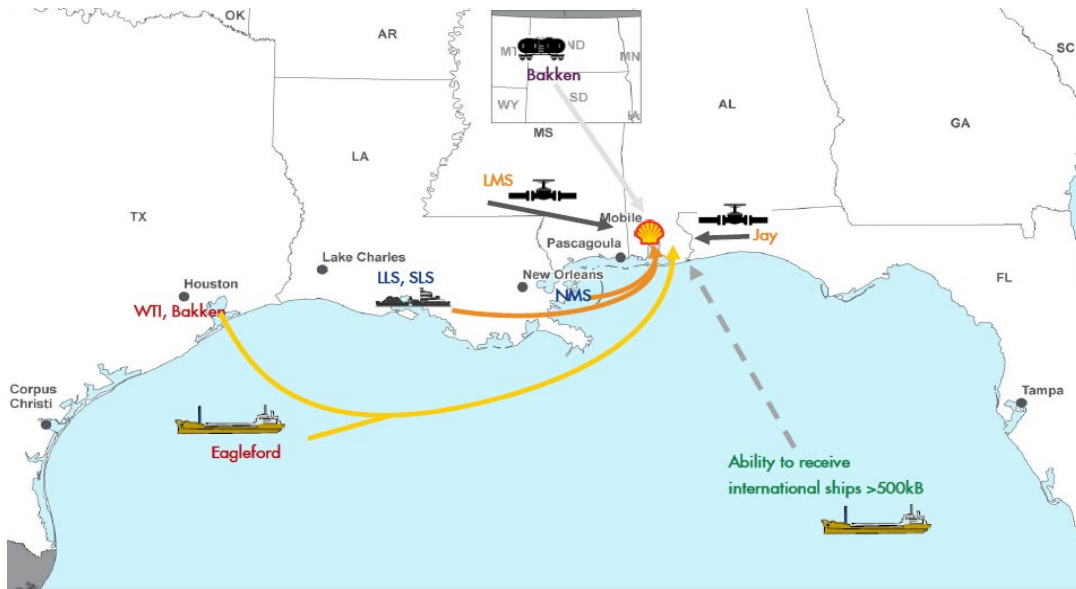 OK
AR
SC
MT
ND
MN
Bakken
WY
SD
IA
MS
AL
GA
LA
LMS
TX
Mobile
Jay
Pascagoula
Lake Charles
LLS, SLS
New Orleans
FL
Houston
NMS
WTI, Bakken
Corpus
Christi
Tampa
Eagleford
Ability to receive
international ships >500kB